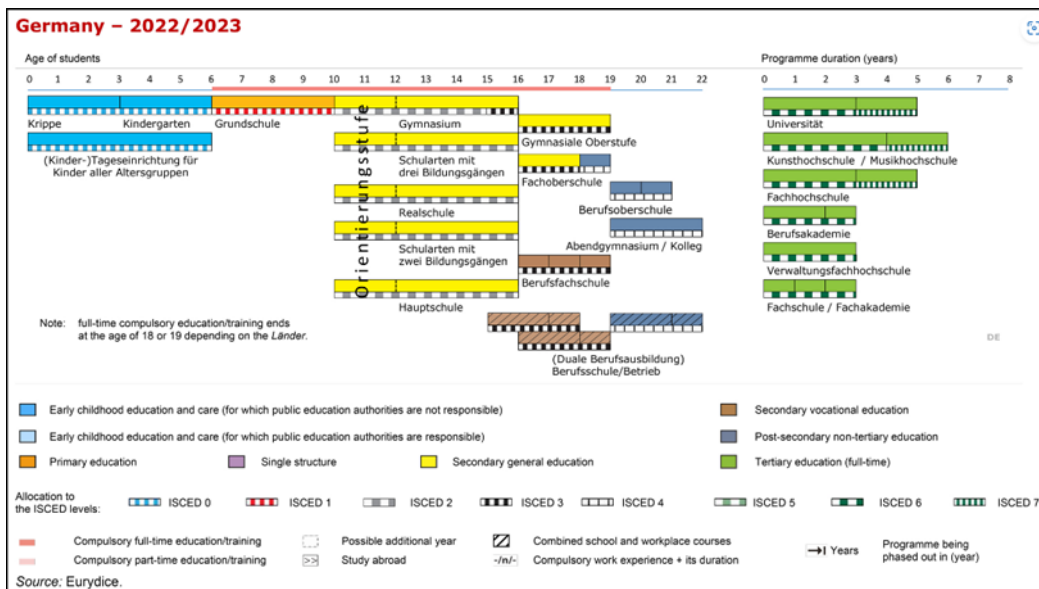 Germany – 2022/2023
Age of students
Programme duration (years)
0 1 2 3 4 5 6 7 8 9 10 11 12 13 14 15 16 17 18 19 20 21 22
0 1 2 3 4 5 6 7 8
Krippe
Kindergarten
Grundschule
Gymnasium
(Kinder-)Tageseinrichtung für
Kinder aller Altersgruppen
Orientierungsstufe
Schularten mit
drei Bildungsgängen
Realschule
Schularten mit
zwei Bildungsgängen
Hauptschule
Gymnasiale Oberstufe
Fachoberschule
Berufsoberschule
Abendgymnasium / Kolleg
Berufsfachschule
(Duale Berufsausbildung)
Berufsschule/Betrieb
Universität
Kunsthochschule / Musikhochschule
Fachhochschule
Berufsakademie
Verwaltungsfachhochschule
Fachschule / Fachakademie
Note: full-time compulsory education/training ends
at the age of 18 or 19 depending on the Länder.
DE
Early childhood education and care (for which public education authorities are not responsible)
Secondary vocational education
Early childhood education and care (for which public education authorities are responsible)
Post-secondary non-tertiary education
Primary education
Single structure
Secondary general education
Tertiary education (full-time)
Allocation to
the ISCED levels:
ISCED 0
ISCED 1
ISCED 2
ISCED 3
ISCED 4
ISCED 5
ISCED 6
ISCED 7
Compulsory full-time education/training
Possible additional year
Combined school and workplace courses
Compulsory part-time education/training
Study abroad
-/n/- Compulsory work experience + its duration
Years
Programme being
phased out in (year)
Source: Eurydice.